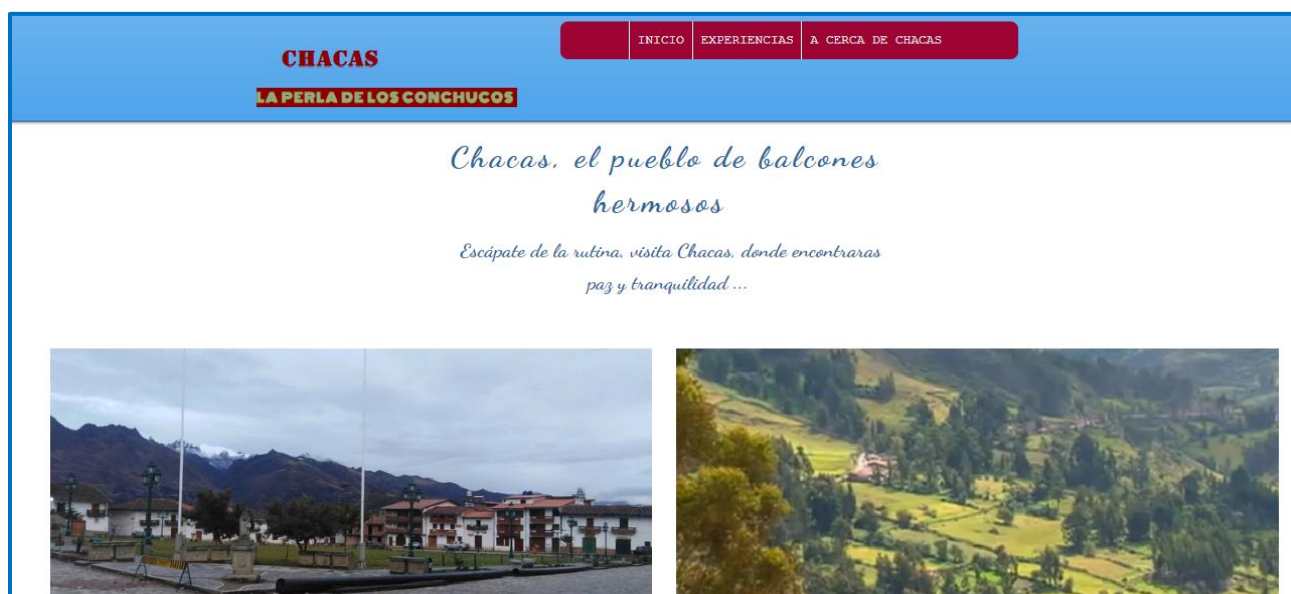 CHACAS
LA PERLA DE LOS CONCHUCOS
INICIO EXPERIENCIAS A CERCA DE CHACAS
Chacas, el pueblo de balcones
hermosos
Escápate de la rutina, visita Chacas, donde encontraras
paz y tranquilidad ...